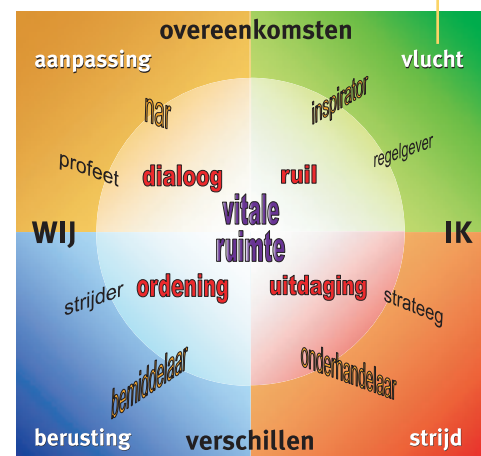 overeenkomsten
aanpassing
vlucht
nar
inspirator
profeet
regelgever
dialoog
ruil
vitale
ruimte
WIJ
IK
ordening
uitdaging
strijder
strateeg
bemiddelaar
onderhandelaar
berusting
verschillen
strijd